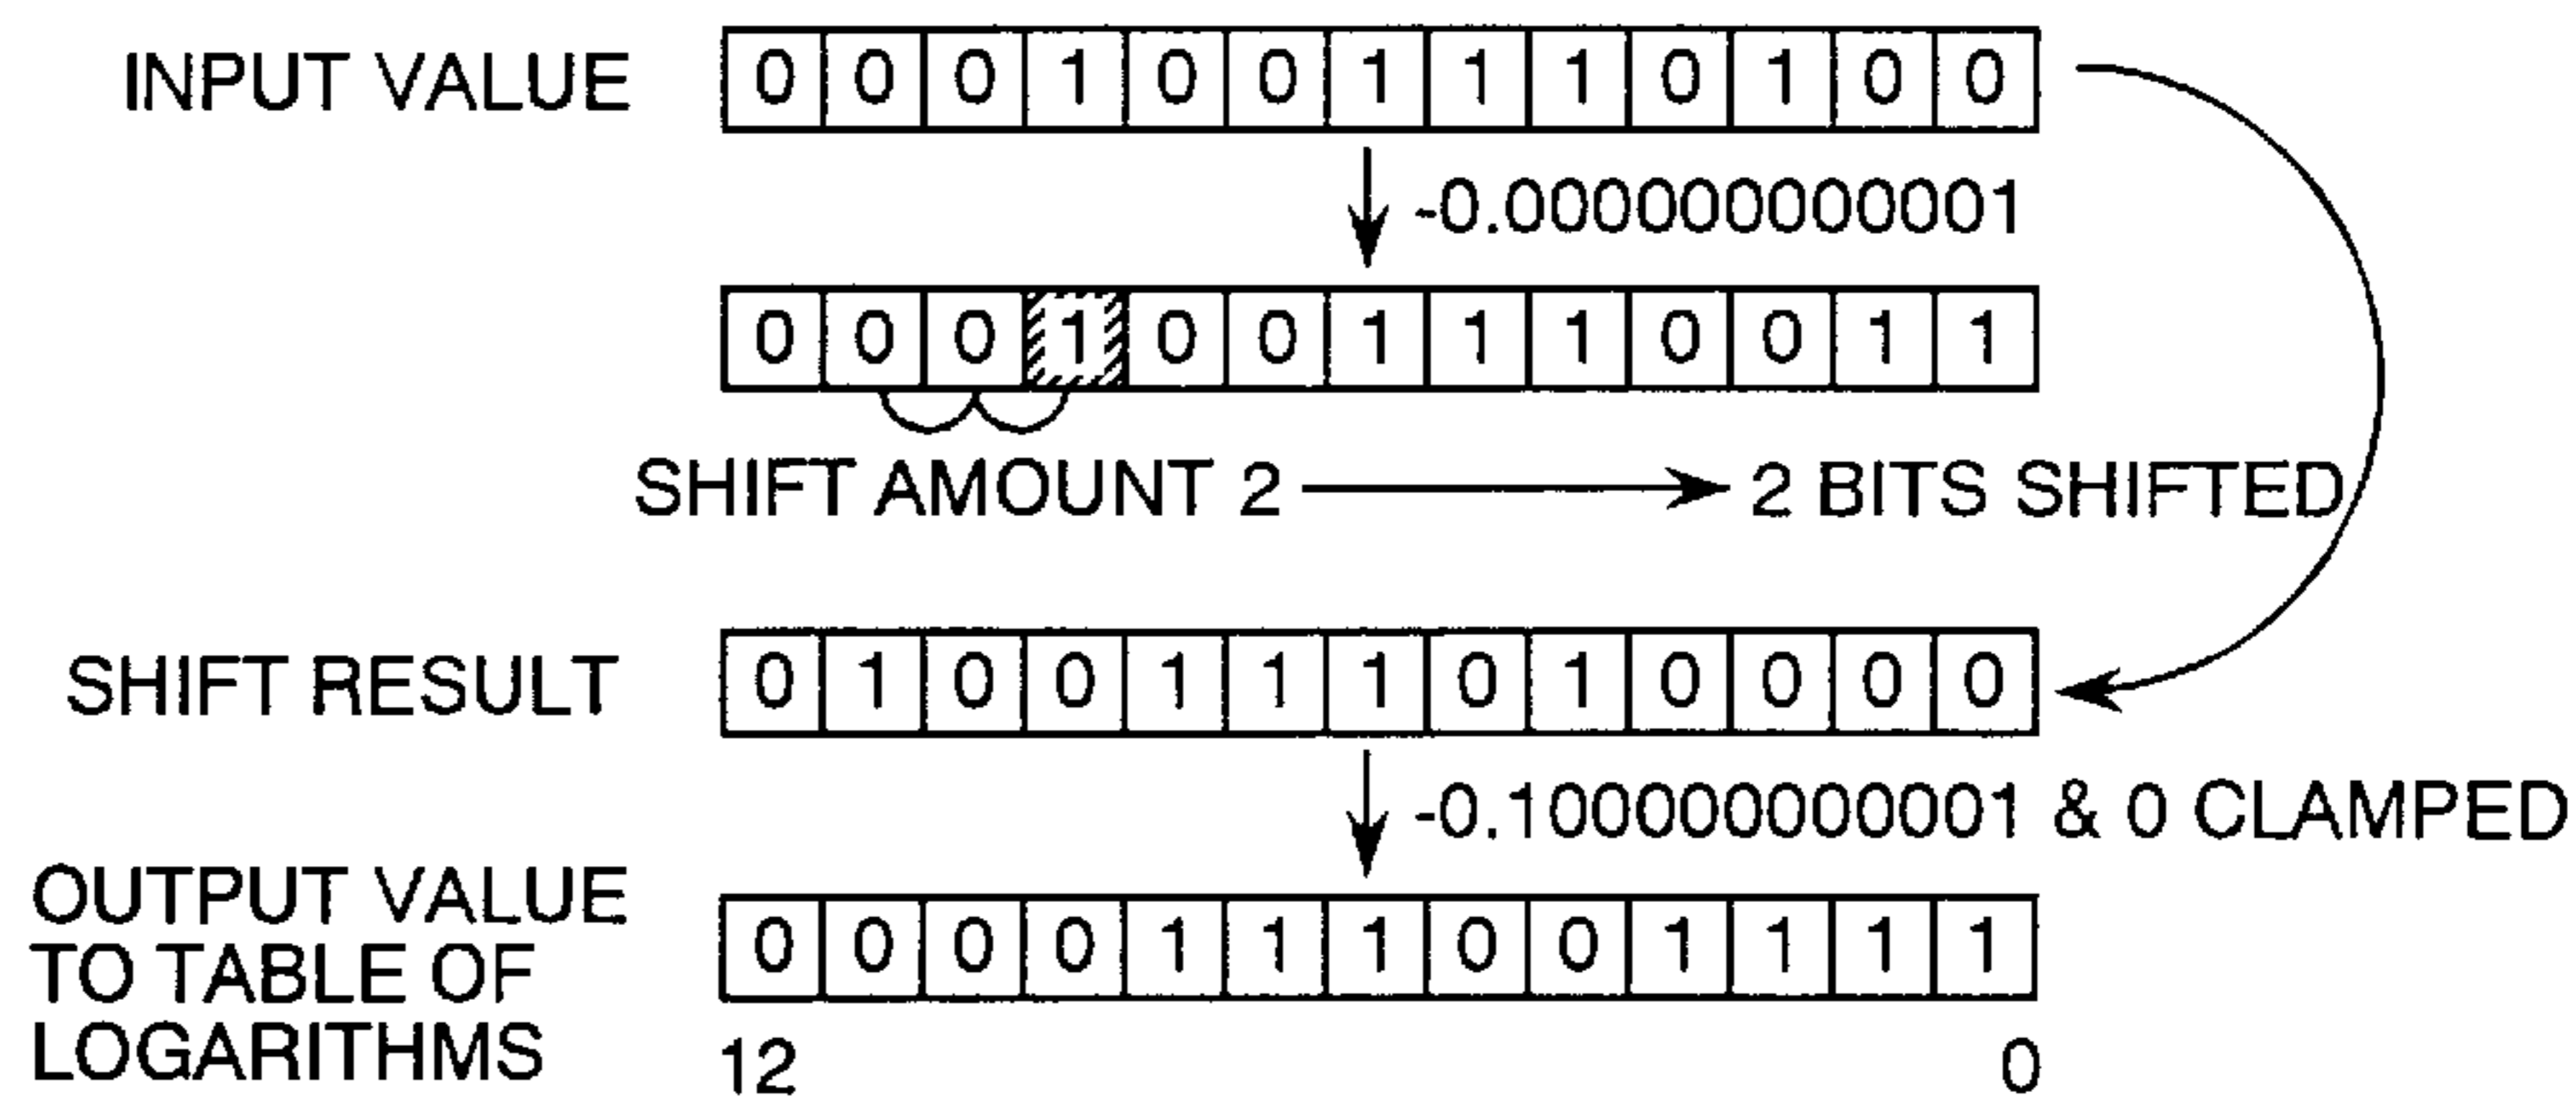 INPUT VALUE 0 0 0 1 0 0 1 1 1 0 1 0 0
-0.000000000001
0 0 0 1 0 0 1 1 1 0 0 1 1
SHIFT AMOUNT 2 2 BITS SHIFTED
SHIFT RESULT 0 1 0 0 1 1 1 0 1 0 0 0 0
-0.100000000001 & 0 CLAMPED
OUTPUT VALUE
TO TABLE OF
LOGARITHMS
0 0 0 0 1 1 1 0 0 1 1 1 1
12 0